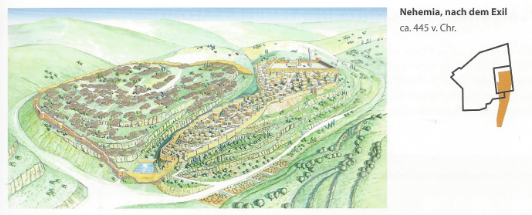 Nehemia, nach dem Exil
ca. 445 v. Chr.